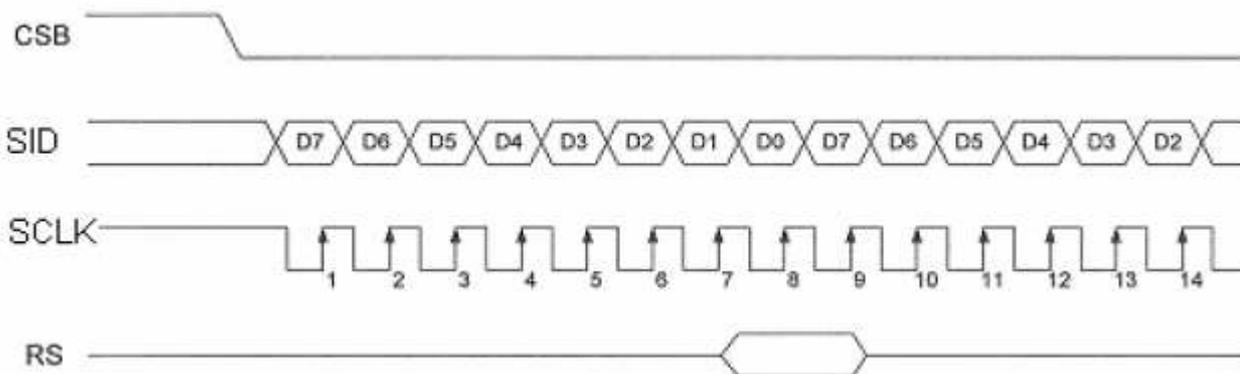 CSB
SID D7 D6 D5 D4 D3 D2 D1 D0 D7 D6 D5 D4 D3 D2
SCLK
1 2 3 4 5 6 7 8 9 10 11 12 13 14
RS